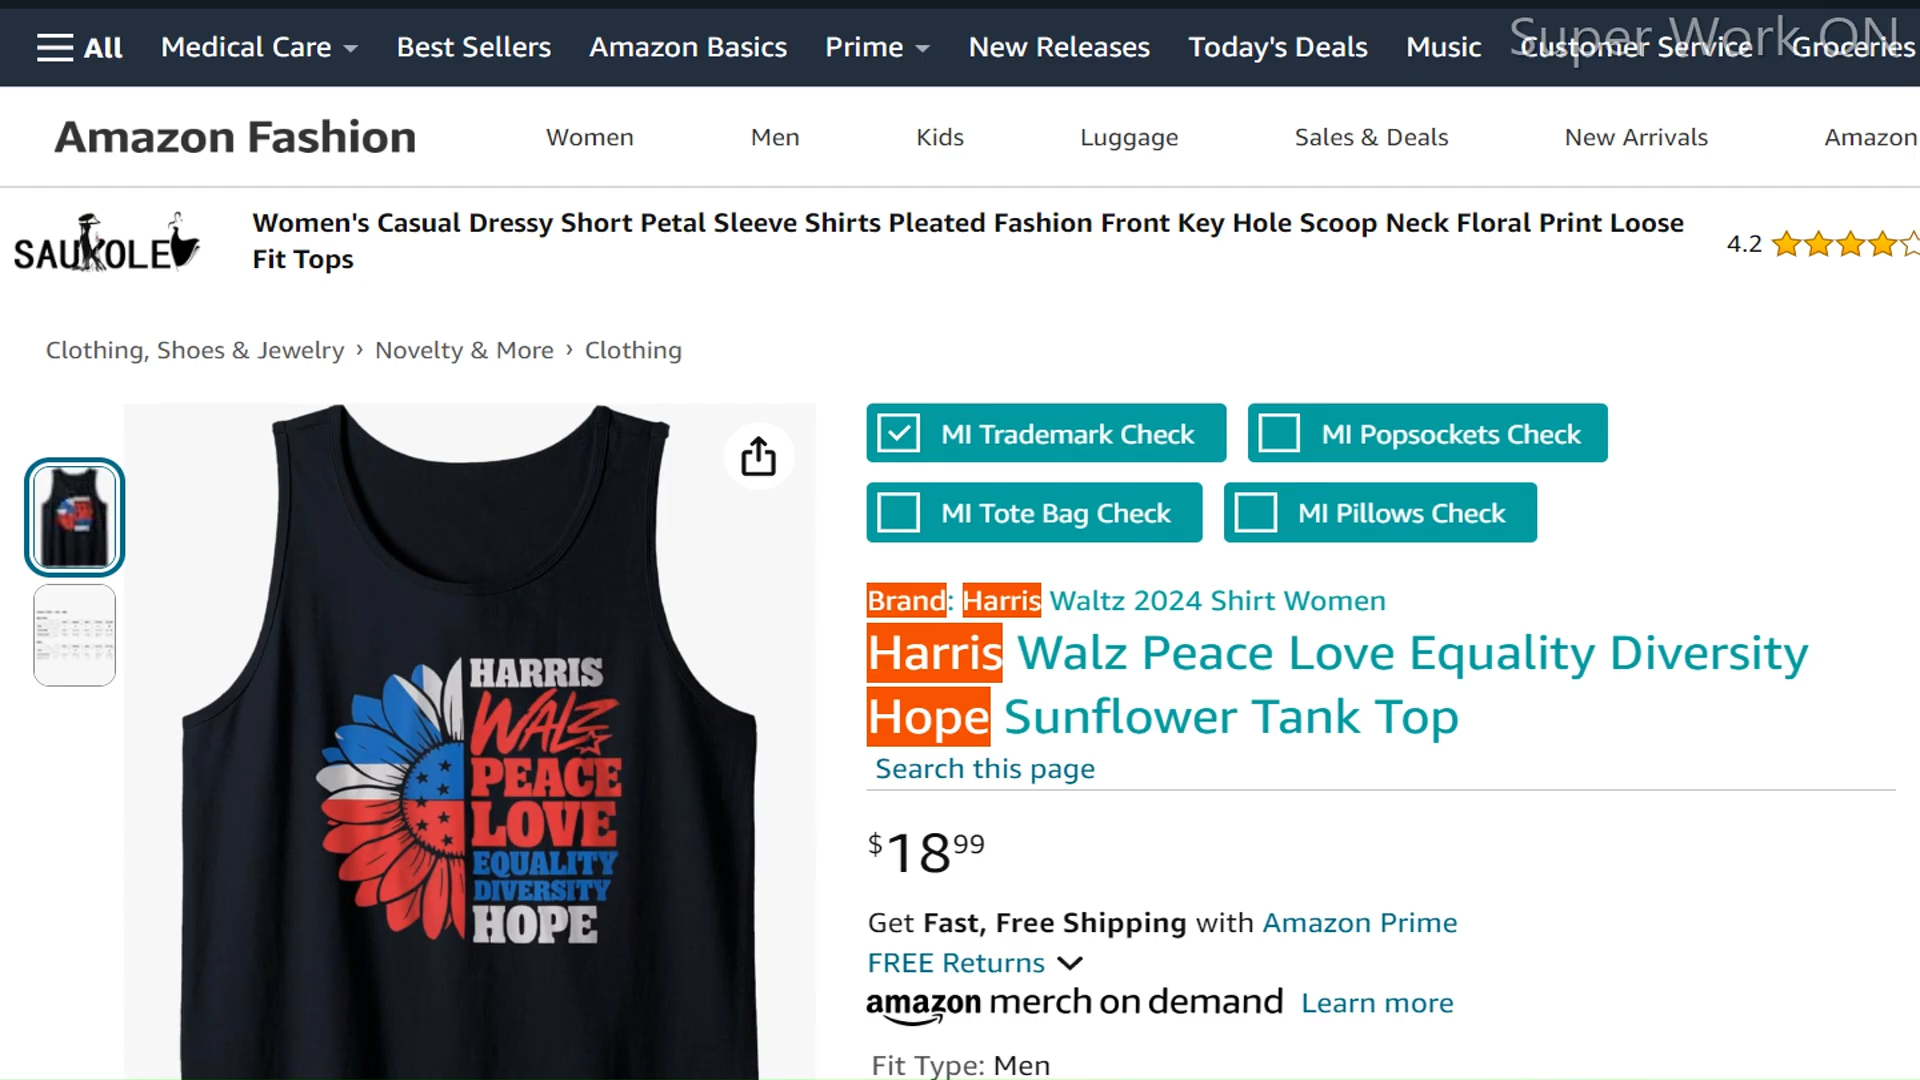 Super Work ON
All
Medical Care
Best Sellers
Amazon Basics
Prime
New Releases
Today's Deals
Music
Customer Service
Groceries
Amazon Fashion
Women
Men
Kids
Luggage
Sales & Deals
New Arrivals
Amazon
SAUKOLE
Women's Casual Dressy Short Petal Sleeve Shirts Pleated Fashion Front Key Hole Scoop Neck Floral Print Loose
Fit Tops
4.2
Clothing, Shoes & Jewelry › Novelty & More › Clothing
HARRIS
WALZ
PEACE
LOVE
EQUALITY
DIVERSITY
HOPE
MI Trademark Check
MI Popsockets Check
MI Tote Bag Check
MI Pillows Check
Brand: Harris Waltz 2024 Shirt Women
Harris Walz Peace Love Equality Diversity
Hope Sunflower Tank Top
Search this page
$18 99
Get Fast, Free Shipping with Amazon Prime
FREE Returns
amazon merch on demand Learn more
Fit Type: Men